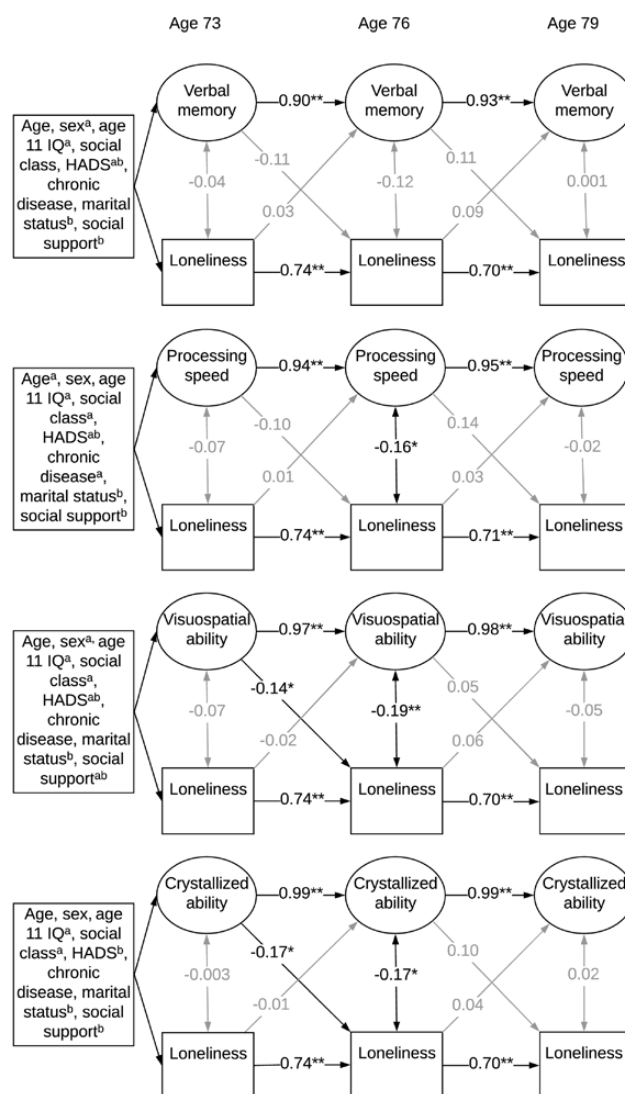 Age 73 Age 76 Age 79
Verbal memory
0.90**
Verbal memory
0.93**
Verbal memory
Age, sexᵃ, age
11 IQᵃ, social
class, HADSᵃᵇ,
chronic
disease, marital
statusᵇ, social
supportᵇ
-0.04
-0.11
0.03
-0.12
0.11
0.09
0.001
Loneliness
0.74**
Loneliness
0.70**
Loneliness
Processing speed
0.94**
Processing speed
0.95**
Processing speed
Ageᵃ, sex, age
11 IQᵃ, social
classᵃ,
HADSᵃᵇ,
chronic
diseaseᵃ,
marital statusᵇ,
social supportᵇ
-0.07
-0.10
0.01
-0.16*
0.14
0.03
-0.02
Loneliness
0.74**
Loneliness
0.71**
Loneliness
Visuospatial ability
0.97**
Visuospatial ability
0.98**
Visuospatial ability
Age, sexᵃ, age
11 IQᵃ, social
classᵃ,
HADSᵃᵇ,
chronic
disease, marital
statusᵇ, social
supportᵃᵇ
-0.07
-0.14*
-0.02
-0.19**
0.05
0.06
-0.05
Loneliness
0.74**
Loneliness
0.70**
Loneliness
Crystallized ability
0.99**
Crystallized ability
0.99**
Crystallized ability
Age, sex, age
11 IQᵃ, social
classᵃ, HADSᵇ,
chronic
disease, marital
statusᵇ, social
supportᵇ
-0.003
-0.17*
-0.01
-0.17*
0.10
0.04
0.02
Loneliness
0.74**
Loneliness
0.70**
Loneliness